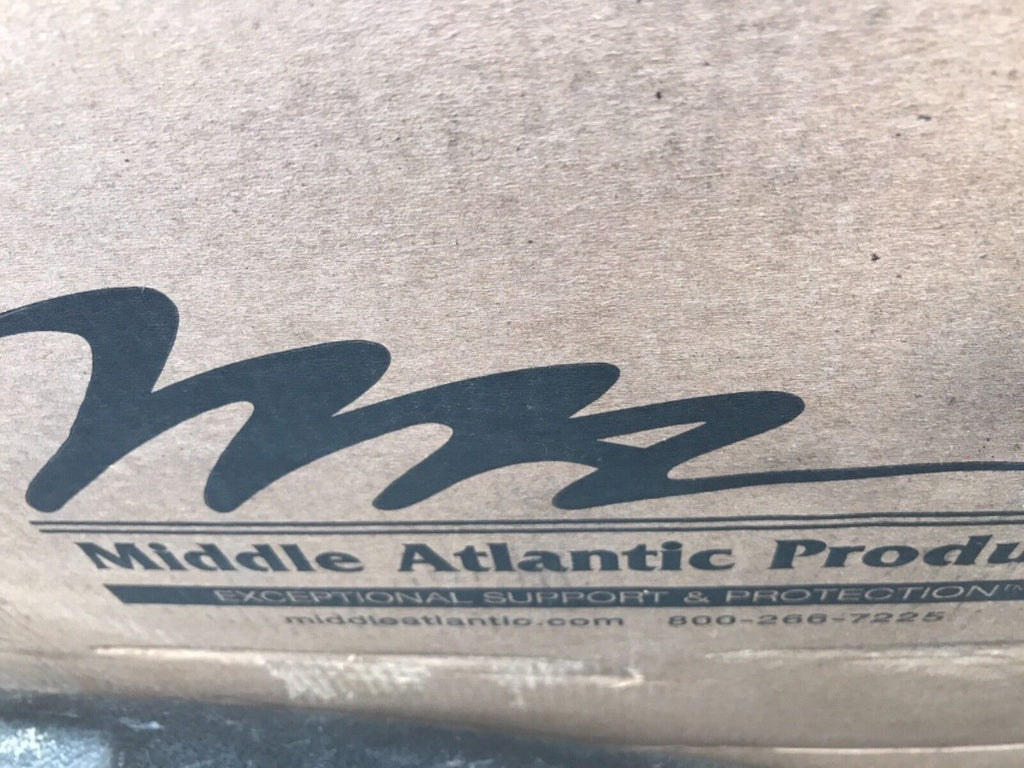 Middle Atlantic Produ
EXCEPTIONAL SUPPORT & PROTECTION™
middleatlantic.com 800-266-7225